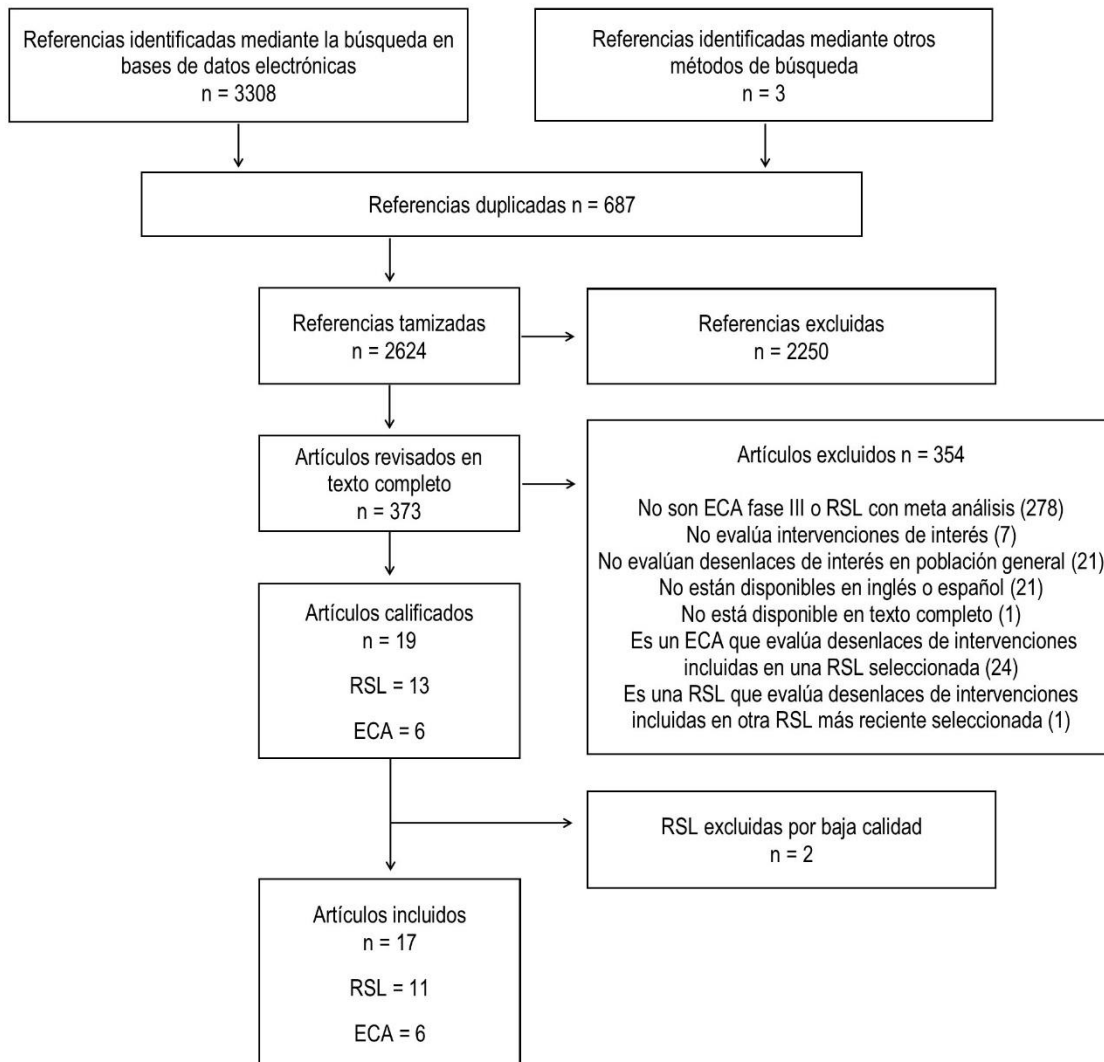 Referencias identificadas mediante la búsqueda en
bases de datos electrónicas
n = 3308
Referencias identificadas mediante otros
métodos de búsqueda
n = 3
Referencias duplicadas n = 687
Referencias tamizadas
n = 2624
Referencias excluidas
n = 2250
Artículos revisados en
texto completo
n = 373
Artículos excluidos n = 354
No son ECA fase III o RSL con meta análisis (278)
No evalúa intervenciones de interés (7)
No evalúan desenlaces de interés en población general (21)
No están disponibles en inglés o español (21)
No está disponible en texto completo (1)
Es un ECA que evalúa desenlaces de intervenciones
incluidas en una RSL seleccionada (24)
Es una RSL que evalúa desenlaces de intervenciones
incluidas en otra RSL más reciente seleccionada (1)
Artículos calificados
n = 19
RSL = 13
ECA = 6
RSL excluidas por baja calidad
n = 2
Artículos incluidos
n = 17
RSL = 11
ECA = 6